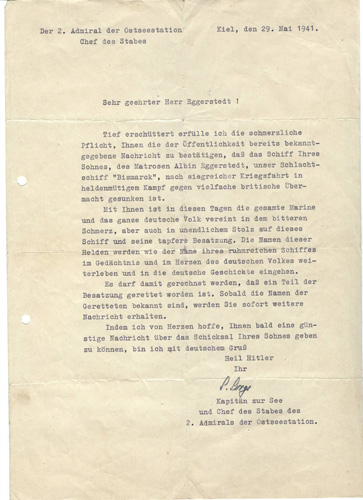 Der 2. Admiral der Ostseestation
Chef des Stabes
Kiel, den 29. Mai 1941.
Sehr geehrter Herr Eggerstedt !
Tief erschüttert erfülle ich die schmerzliche
Pflicht, Ihnen die der Öffentlichkeit bereits bekannt-
gegebene Nachricht zu bestätigen, daß das Schiff Ihres
Sohnes, des Matrosen Albin Eggerstedt, unser Schlacht-
schiff "Bismarck", nach siegreicher Kriegsfahrt in
heldenmütigem Kampf gegen vielfache britische Über-
macht gesunken ist.
Mit Ihnen ist in diesen Tagen die gesamte Marine
und das ganze deutsche Volk vereint in dem bitteren
Schmerz, aber auch in unendlichem Stolz auf dieses
Schiff und seine tapfere Besatzung. Die Namen dieser
Helden werden wie der Name ihres ruhmreichen Schiffes
im Gedächtnis und im Herzen des deutschen Volkes wei-
terleben und in die deutsche Geschichte eingehen.
Es darf damit gerechnet werden, daß ein Teil der
Besatzung gerettet worden ist. Sobald die Namen der
Geretteten bekannt sind, werden Sie sofort weitere
Nachricht erhalten.
Indem ich von Herzen hoffe, Ihnen bald eine gün-
stige Nachricht über das Schicksal Ihres Sohnes geben
zu können, bin ich mit deutschem Gruß
Heil Hitler
Ihr
Kapitän zur See
und Chef des Stabes des
2. Admirals der Ostseestation.